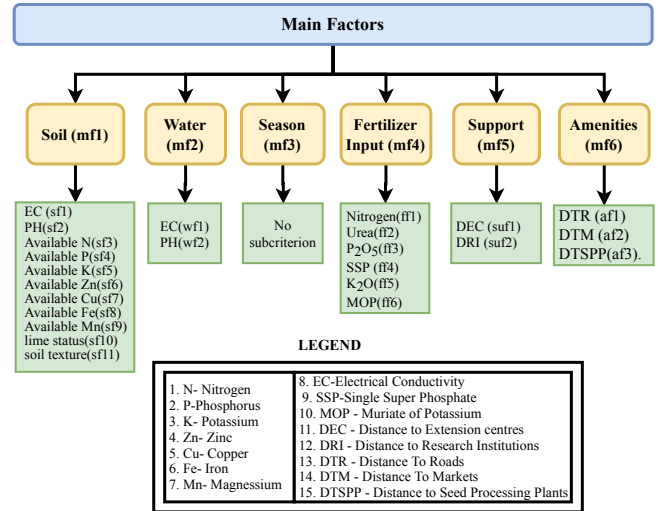 Main Factors
Soil (mf1)
Water
(mf2)
Season
(mf3)
Fertilizer
Input (mf4)
Support
(mf5)
Amenities
(mf6)
EC (sf1)
PH(sf2)
Available N(sf3)
Available P(sf4)
Available K(sf5)
Available Zn(sf6)
Available Cu(sf7)
Available Fe(sf8)
Available Mn(sf9)
lime status(sf10)
soil texture(sf11)
EC(wf1)
PH(wf2)
No
subcriterion
Nitrogen(ff1)
Urea(ff2)
P₂O₅(ff3)
SSP (ff4)
K₂O(ff5)
MOP(ff6)
DEC (suf1)
DRI (suf2)
DTR (af1)
DTM (af2)
DTSPP(af3).
LEGEND
1. N- Nitrogen
2. P-Phosphorus
3. K- Potassium
4. Zn- Zinc
5. Cu- Copper
6. Fe- Iron
7. Mn- Magnessium
8. EC-Electrical Conductivity
9. SSP-Single Super Phosphate
10. MOP - Muriate of Potassium
11. DEC - Distance to Extension centres
12. DRI - Distance to Research Institutions
13. DTR - Distance To Roads
14. DTM - Distance To Markets
15. DTSPP - Distance to Seed Processing Plants